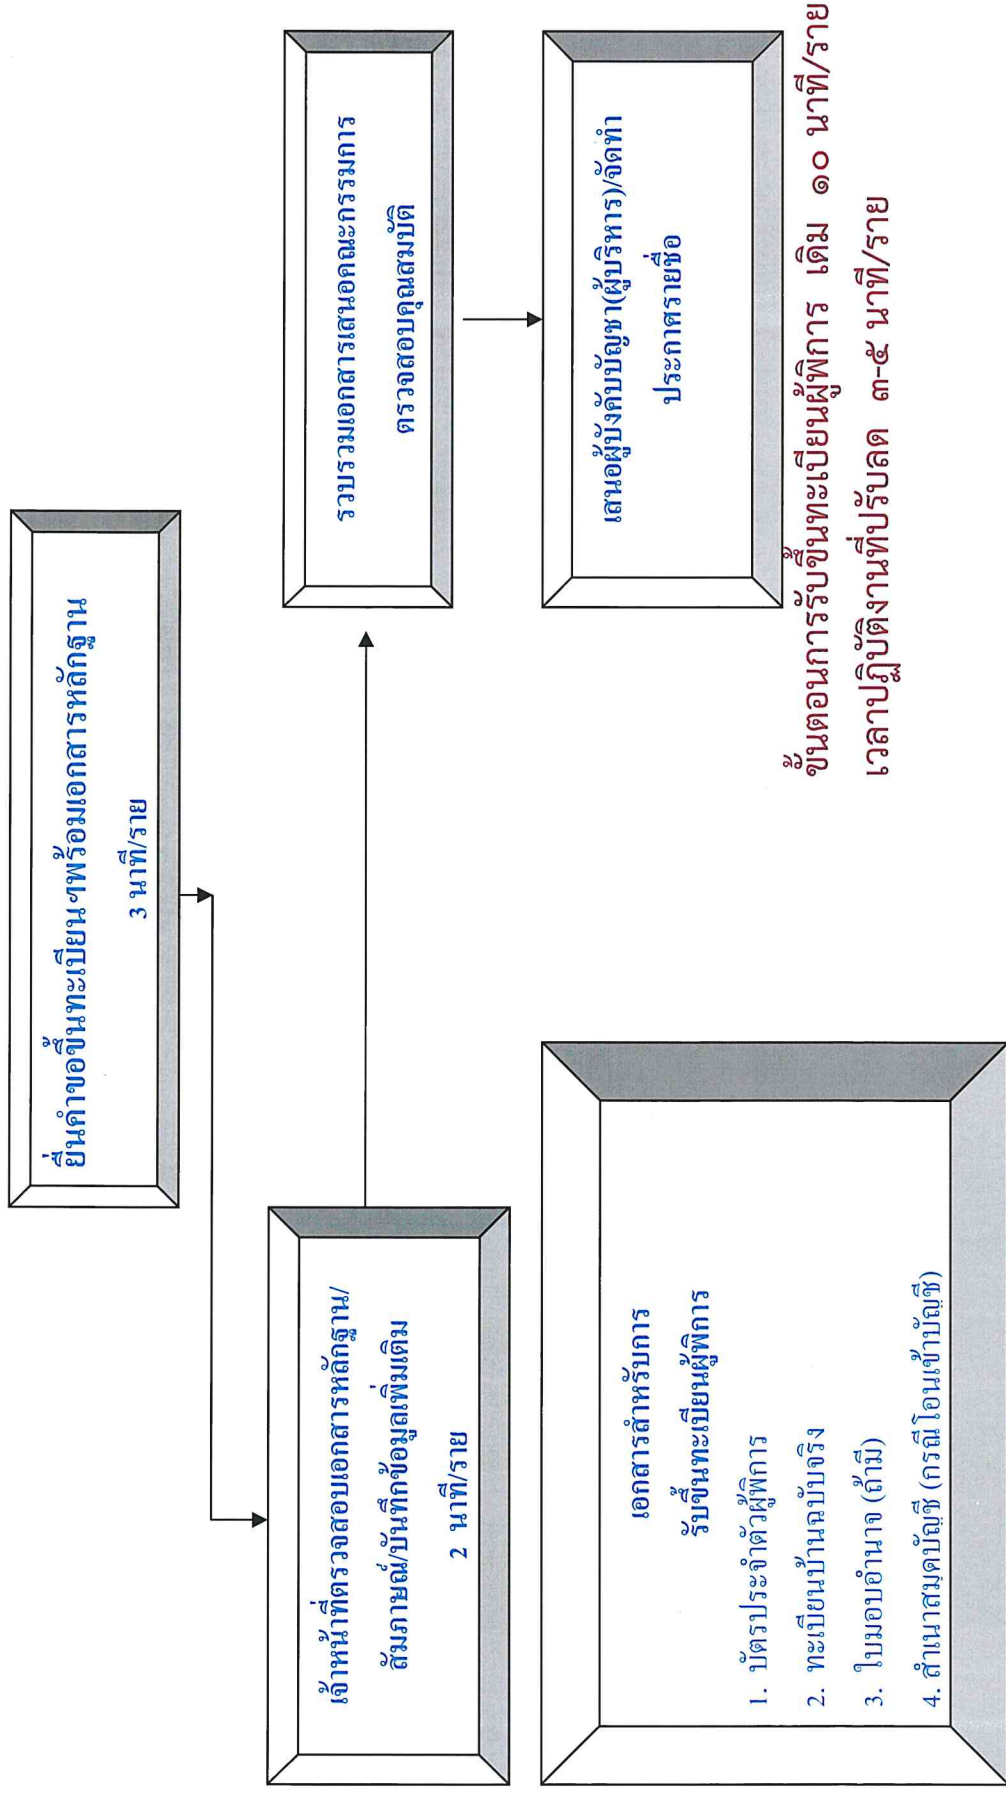 ยื่นคำขอขึ้นทะเบียนฯพร้อมเอกสารหลักฐาน
3 นาที/ราย
เจ้าหน้าที่ตรวจสอบเอกสารหลักฐาน/
สัมภาษณ์/บันทึกข้อมูลเพิ่มเติม
2 นาที/ราย
รวบรวมเอกสารเสนอคณะกรรมการ
ตรวจสอบคุณสมบัติ
เสนอผู้บังคับบัญชา(ผู้บริหาร)/จัดทำ
ประกาศรายชื่อ
เอกสารสำหรับการ
รับขึ้นทะเบียนผู้พิการ
1. บัตรประจำตัวผู้พิการ
2. ทะเบียนบ้านฉบับจริง
3. ใบมอบอำนาจ (ถ้ามี)
4. สำเนาสมุดบัญชี (กรณีโอนเข้าบัญชี)
ขั้นตอนการรับขึ้นทะเบียนผู้พิการ เดิม ๑๐ นาที/ราย
เวลาปฏิบัติงานที่ปรับลด ๓-๕ นาที/ราย